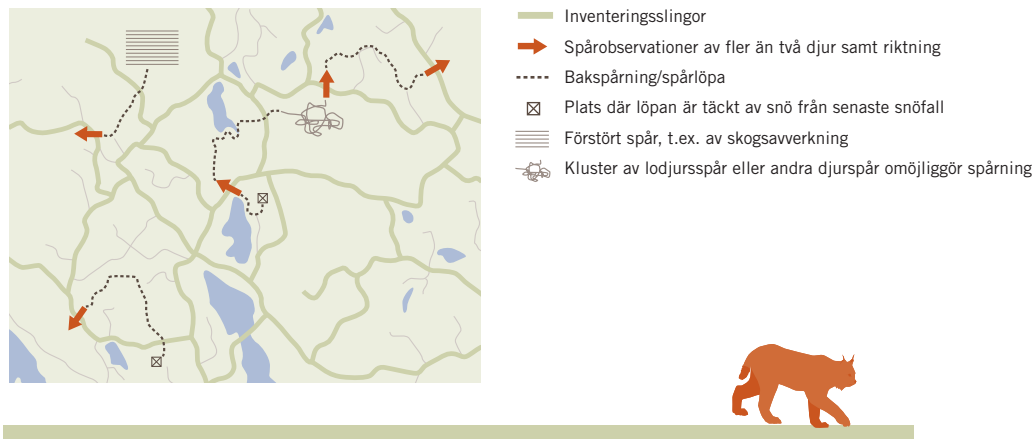 Inventeringsslingor
Spårobservationer av fler än två djur samt riktning
Bakspårning/spårlöpa
Plats där löpan är täckt av snö från senaste snöfall
Förstört spår, t.ex. av skogsavverkning
Kluster av lodjursspår eller andra djurspår omöjliggör spårning